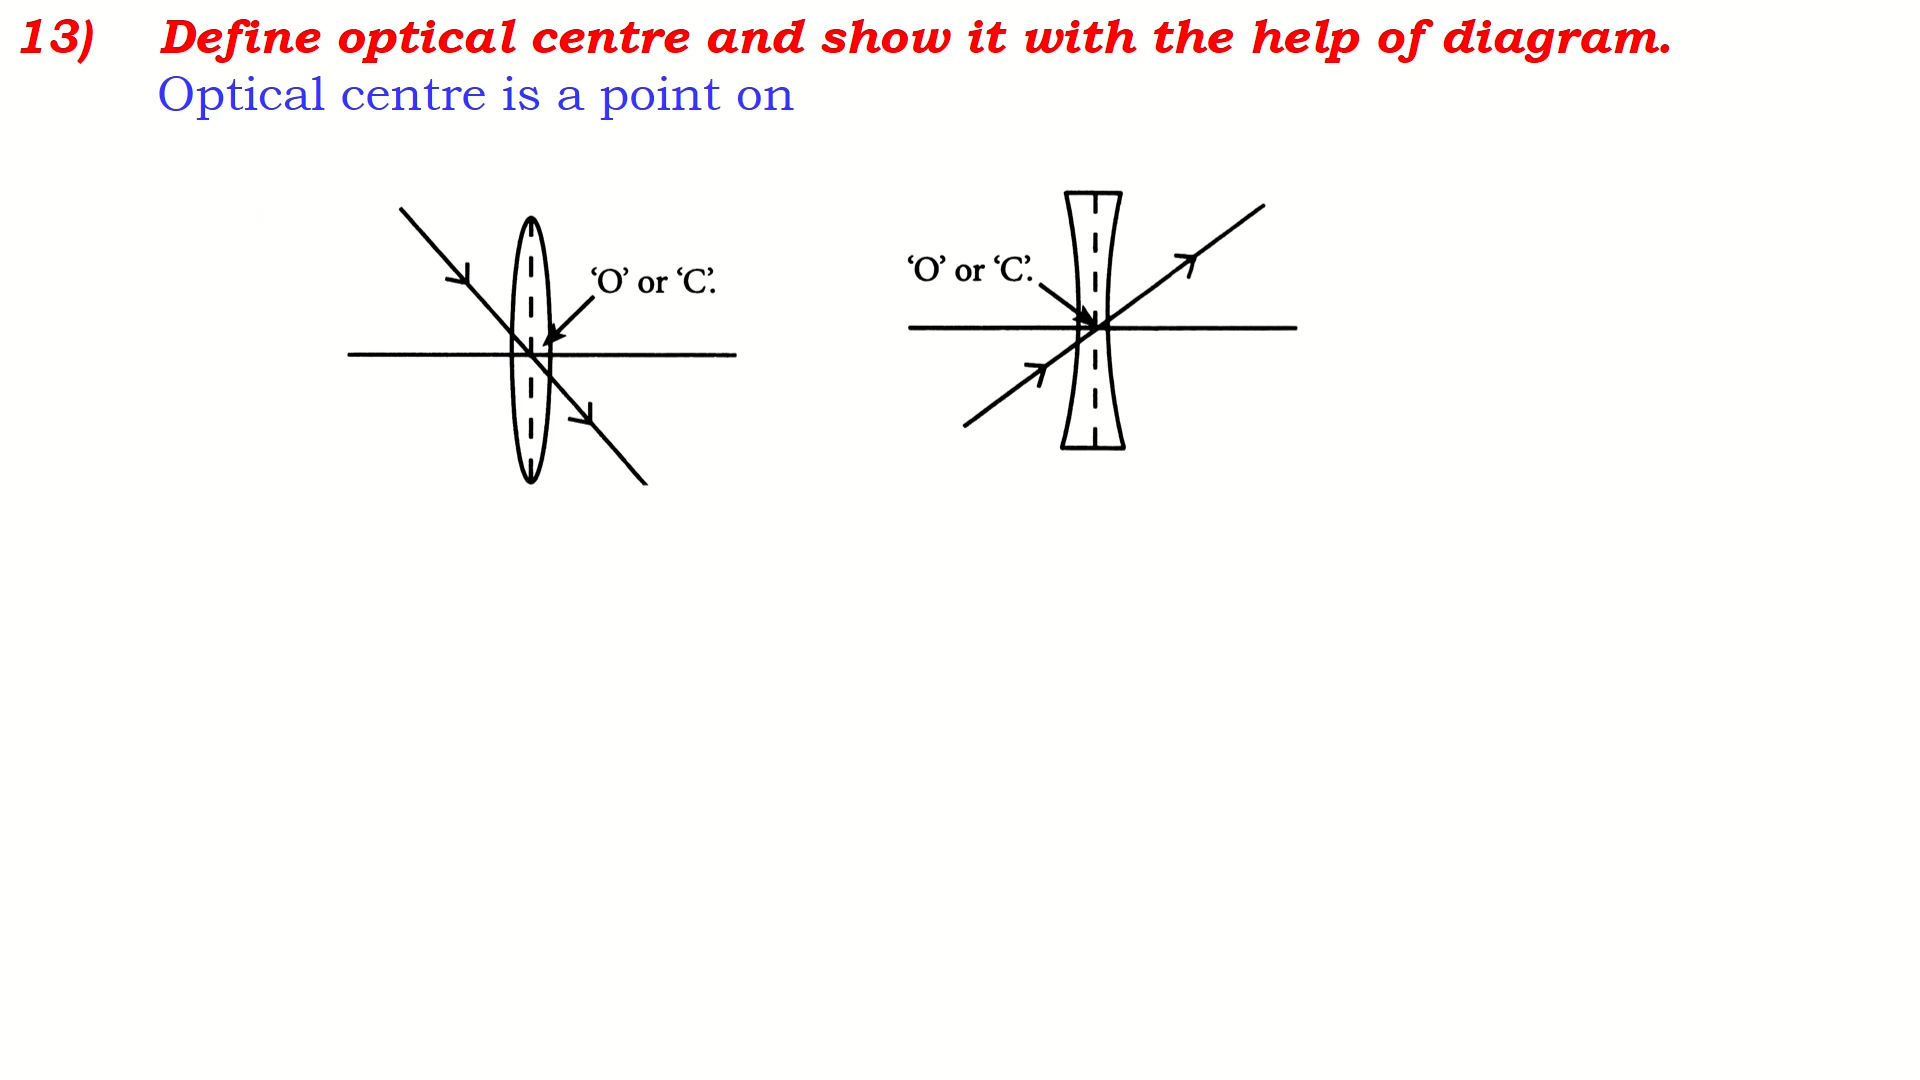 13) Define optical centre and show it with the help of diagram.
Optical centre is a point on
‘O’ or ‘C’.
‘O’ or ‘C’.